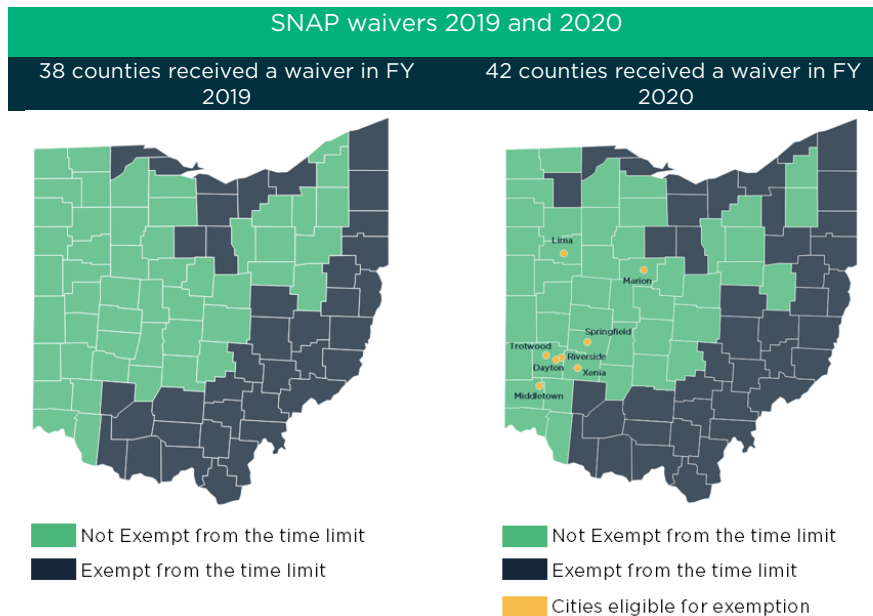 SNAP waivers 2019 and 2020
38 counties received a waiver in FY
2019
42 counties received a waiver in FY
2020
Lima
Marion
Springfield
Trotwood
Riverside
Dayton
Xenia
Middletown
Not Exempt from the time limit
Exempt from the time limit
Not Exempt from the time limit
Exempt from the time limit
Cities eligible for exemption